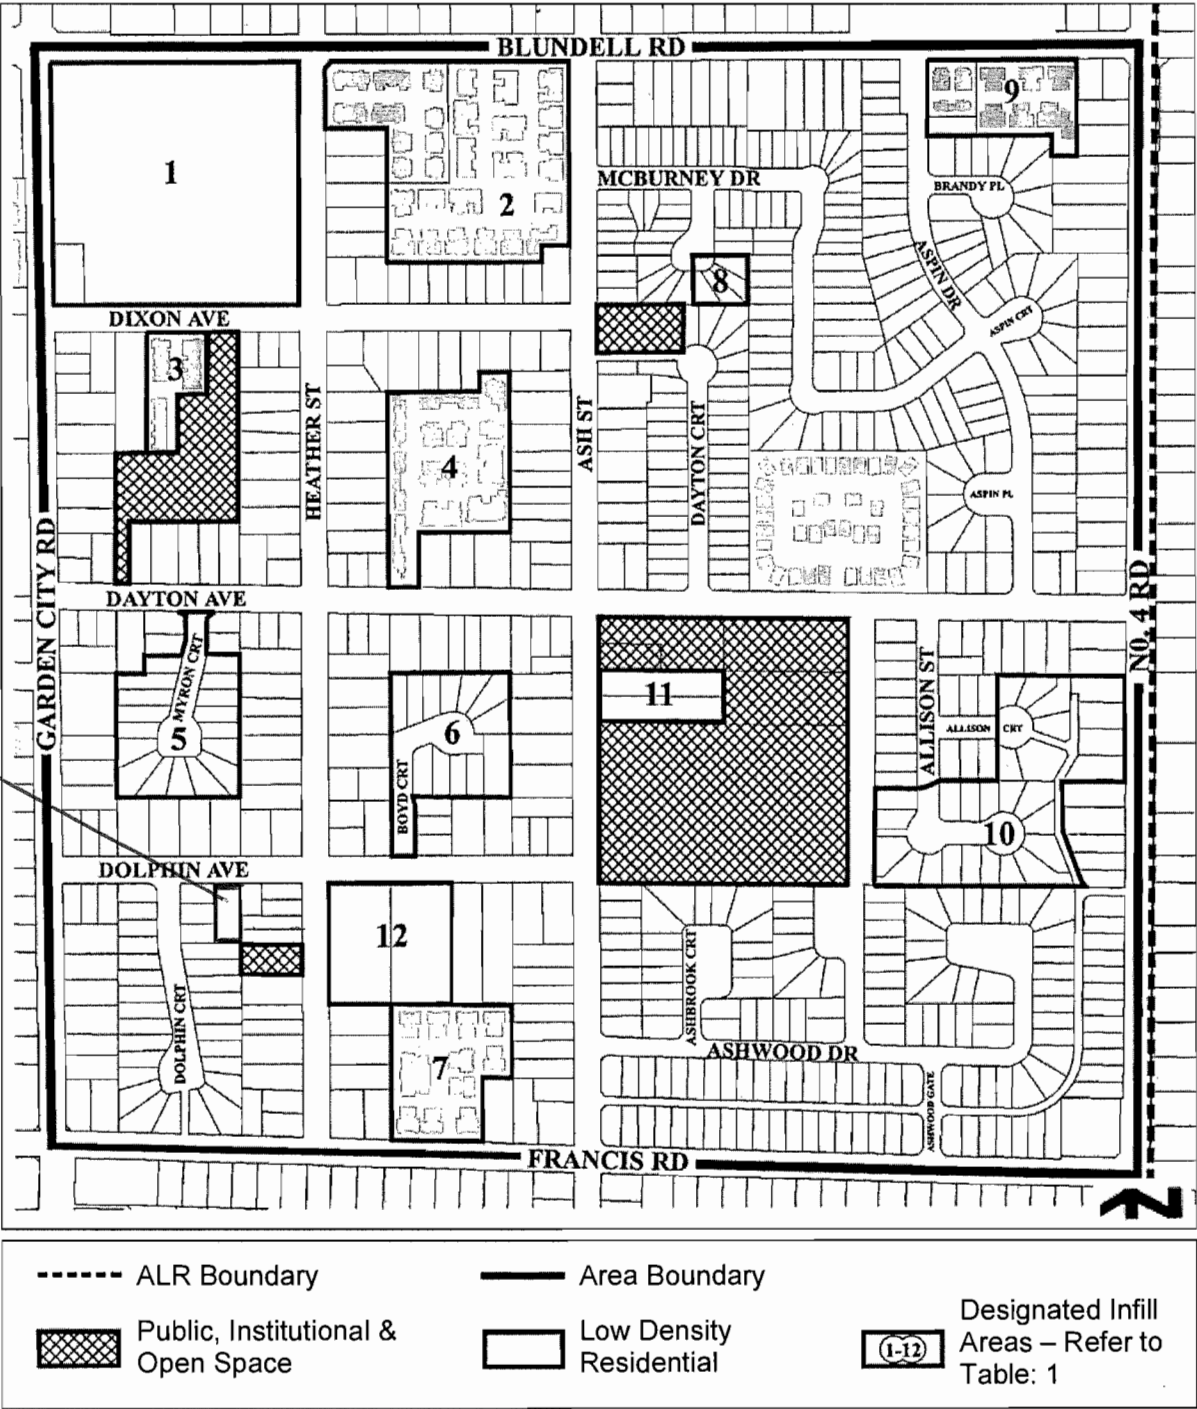 BLUNDELL RD
1
2
9
MCBURNEY DR
BRANDY PL
8
ASPIN DR
ASPIN CRT
DIXON AVE
3
HEATHER ST
4
ASH ST
DAYTON CRT
ASPIN PL
GARDEN CITY RD
NO. 4 RD
DAYTON AVE
MYRON CRT
5
6
BOYD CRT
11
ALLISON ST
ALLISON CRT
10
DOLPHIN AVE
12
DOLPHIN CRT
7
ASHBROOK CRT
ASHWOOD DR
ASHWOOD GATE
FRANCIS RD
N
ALR Boundary
Area Boundary
Public, Institutional &
Open Space
Low Density
Residential
1-12
Designated Infill
Areas – Refer to
Table: 1